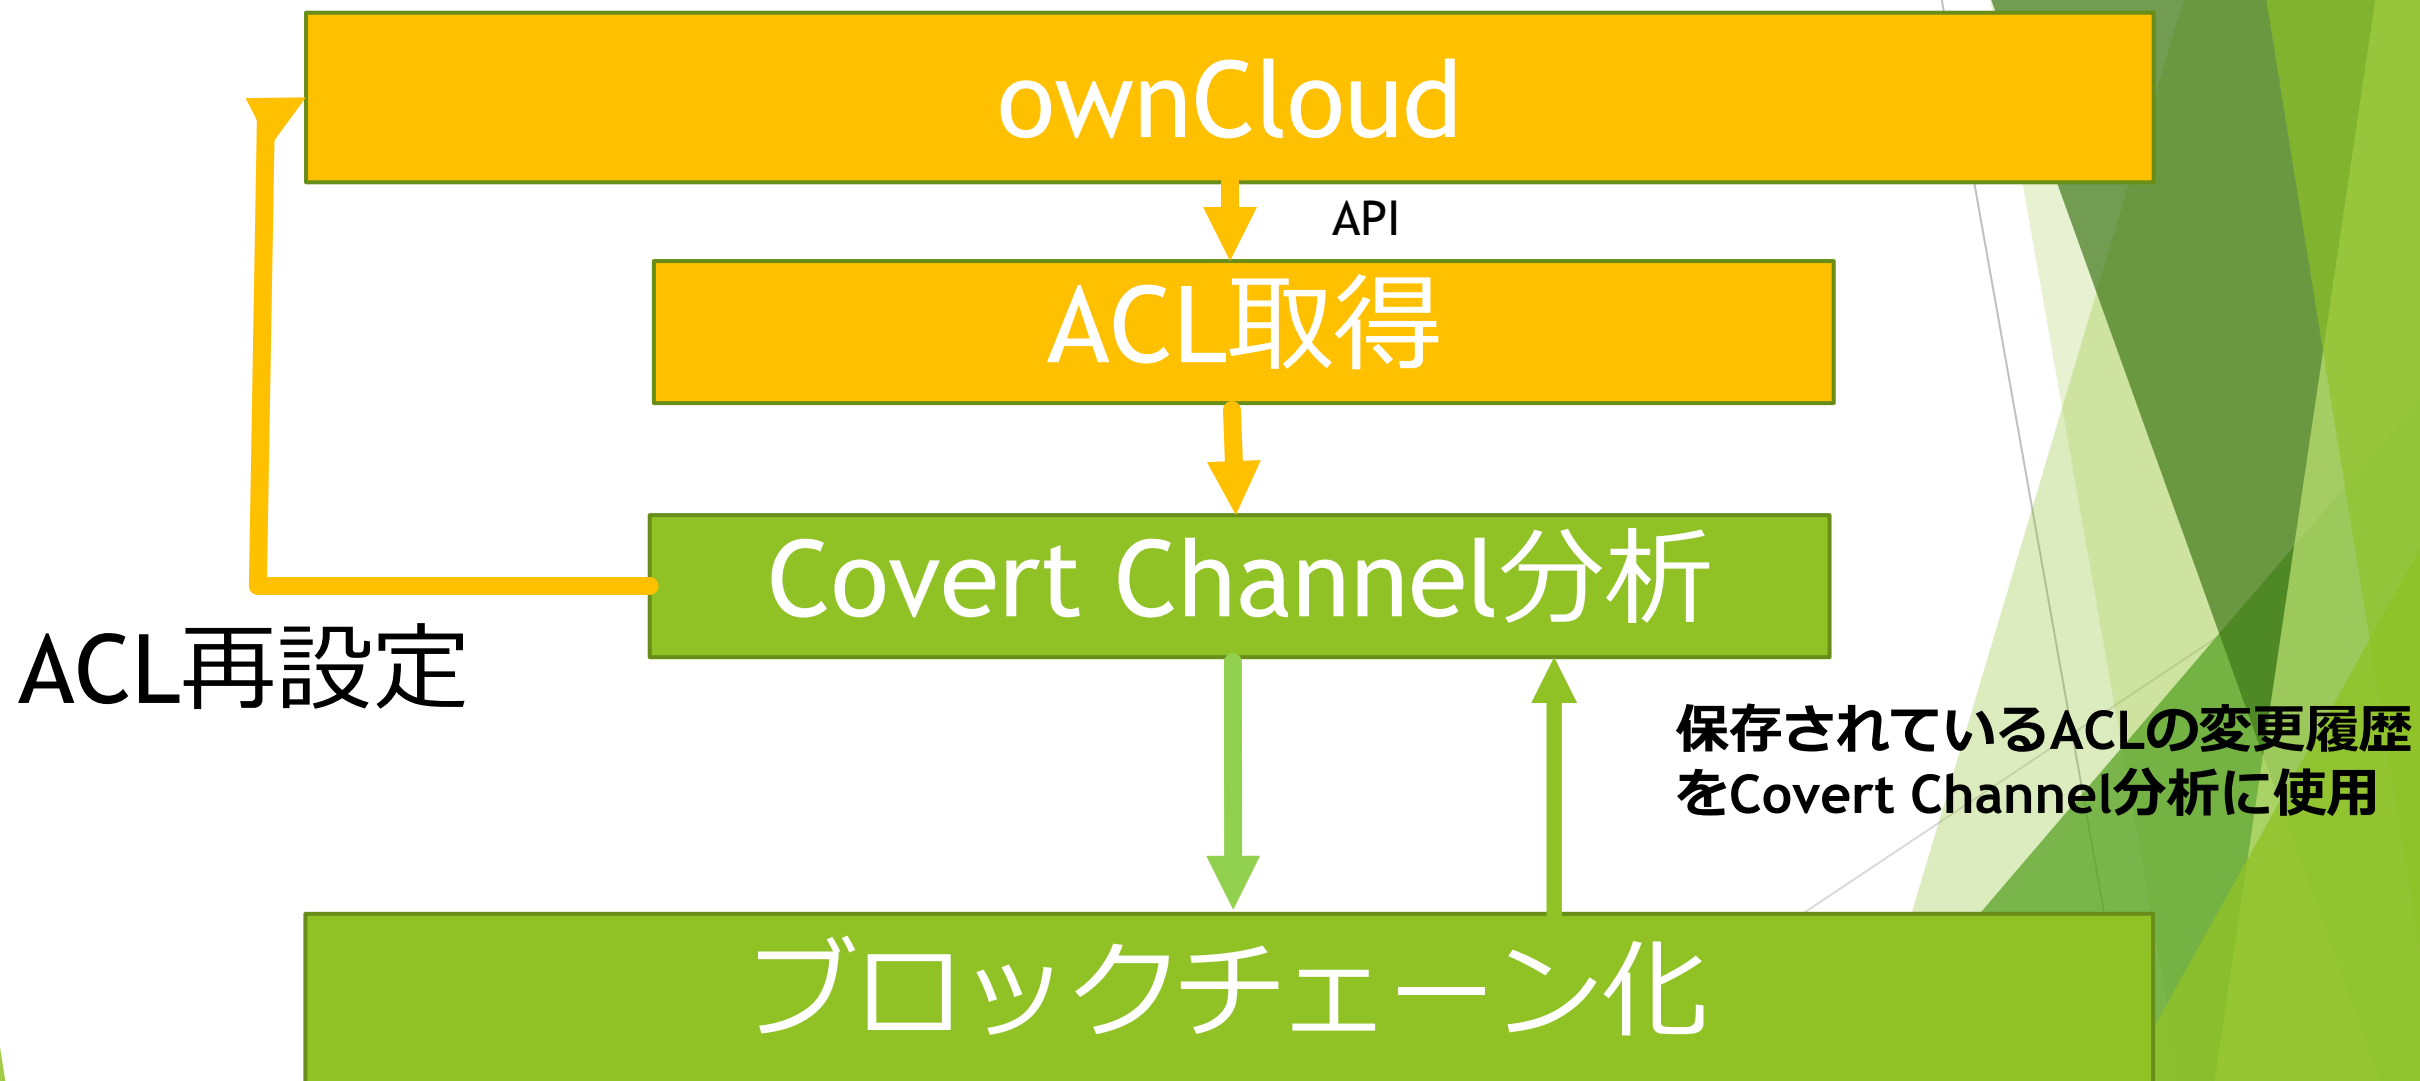 ownCloud
API
ACL取得
Covert Channel分析
ACL再設定
保存されているACLの変更履歴
をCovert Channel分析に使用
ブロックチェーン化